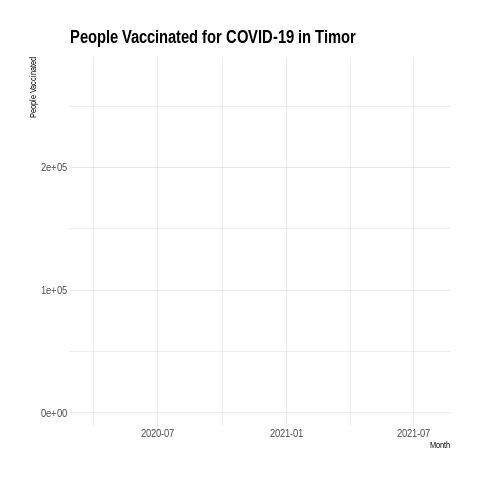 People Vaccinated for COVID-19 in Timor
People Vaccinated
2e+05
1e+05
0e+00
2020-07
2021-01
2021-07
Month